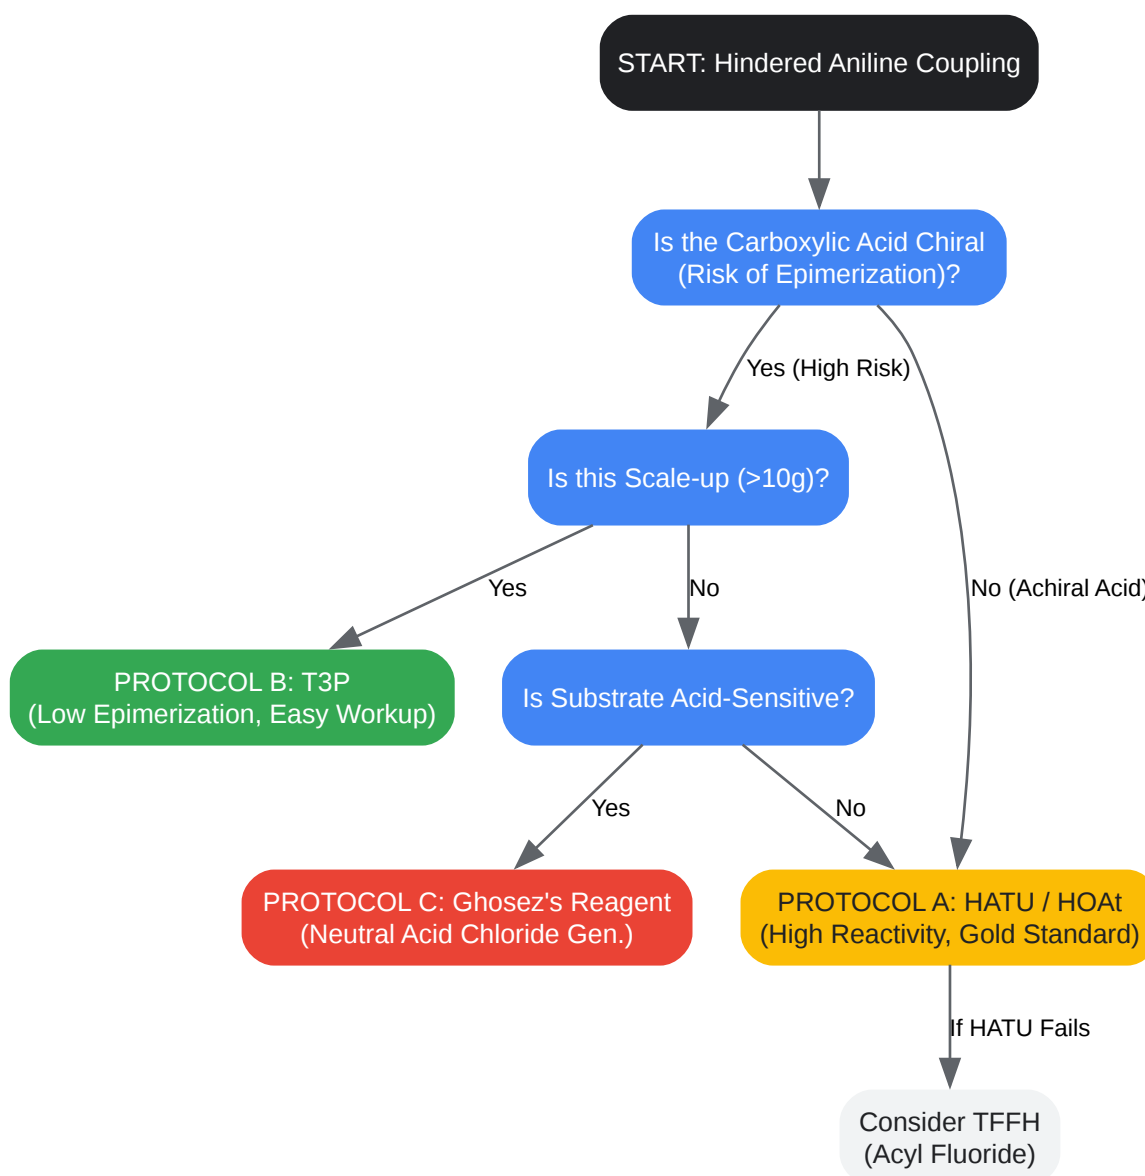 START: Hindered Aniline Coupling
Is the Carboxylic Acid Chiral
(Risk of Epimerization)?
Yes (High Risk)
Is this Scale-up (>10g)?
Yes
No
No (Achiral Acid)
PROTOCOL B: T3P
(Low Epimerization, Easy Workup)
Is Substrate Acid-Sensitive?
Yes
No
PROTOCOL C: Ghosez's Reagent
(Neutral Acid Chloride Gen.)
PROTOCOL A: HATU / HOAt
(High Reactivity, Gold Standard)
If HATU Fails
Consider TFFH
(Acyl Fluoride)